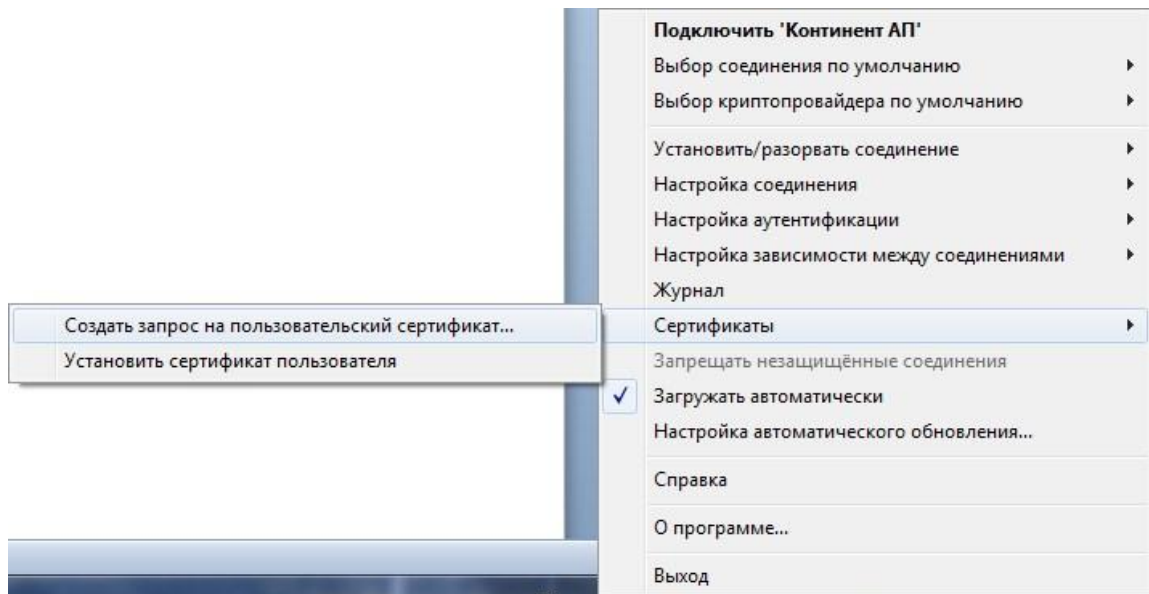 Подключить 'Континент АП'
Выбор соединения по умолчанию
Выбор криптопровайдера по умолчанию
Установить/разорвать соединение
Настройка соединения
Настройка аутентификации
Настройка зависимости между соединениями
Журнал
Сертификаты
Создать запрос на пользовательский сертификат...
Установить сертификат пользователя
Запрещать незащищённые соединения
Загружать автоматически
Настройка автоматического обновления...
Справка
О программе...
Выход